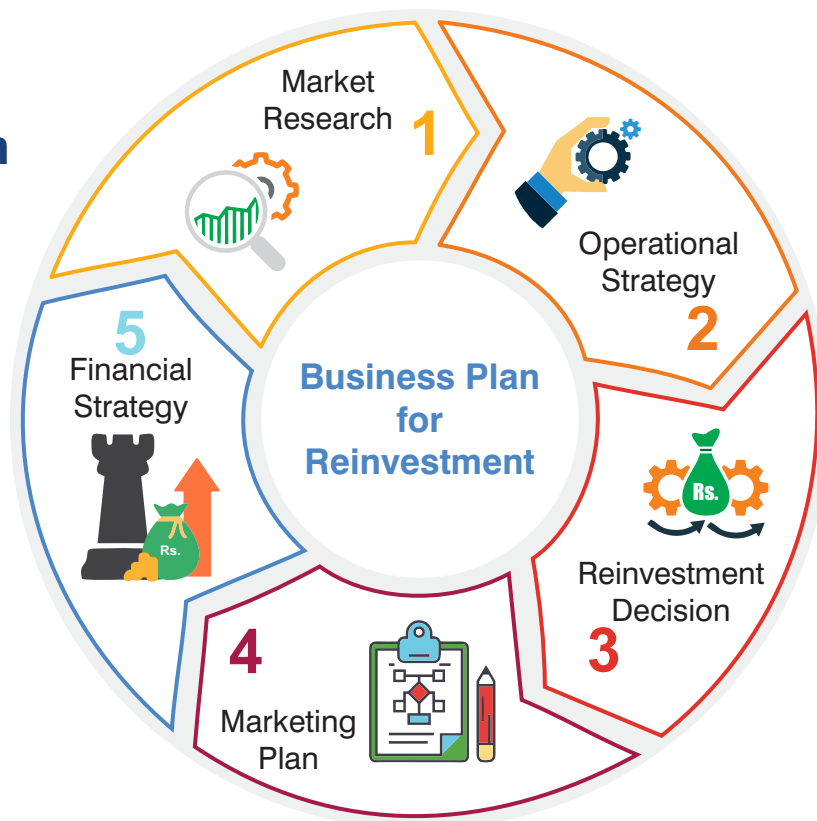 Market
Research
1
Operational
Strategy
2
Rs.
Reinvestment
Decision
3
4
Marketing
Plan
5
Financial
Strategy
Rs.
Business Plan
for
Reinvestment